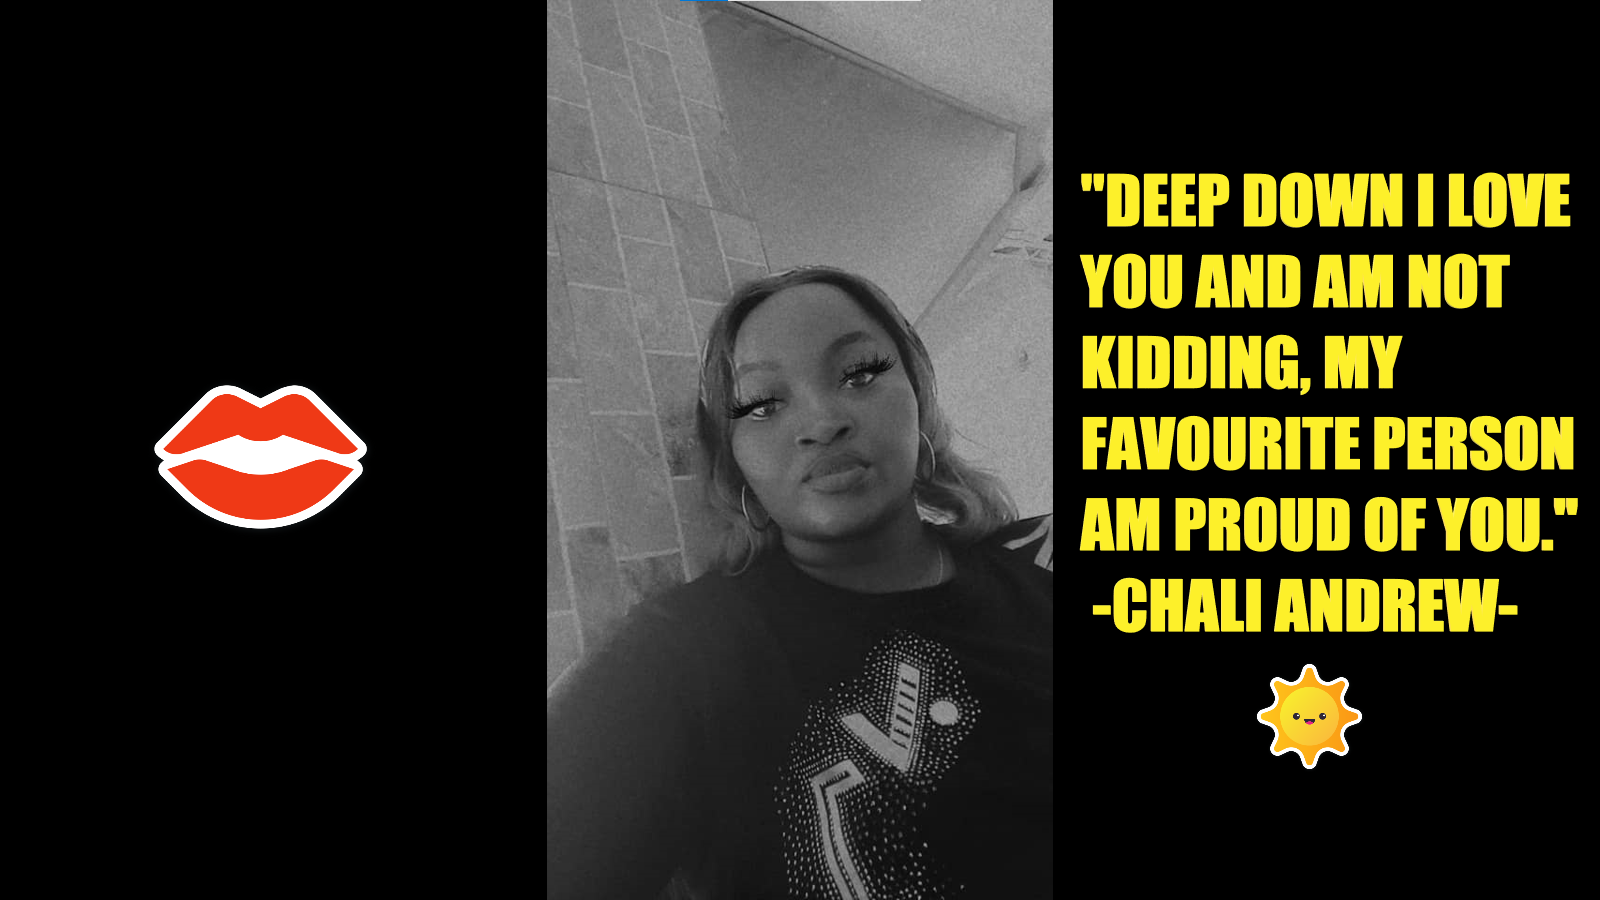 "DEEP DOWN I LOVE
YOU AND AM NOT
KIDDING, MY
FAVOURITE PERSON
AM PROUD OF YOU."
-CHALI ANDREW-